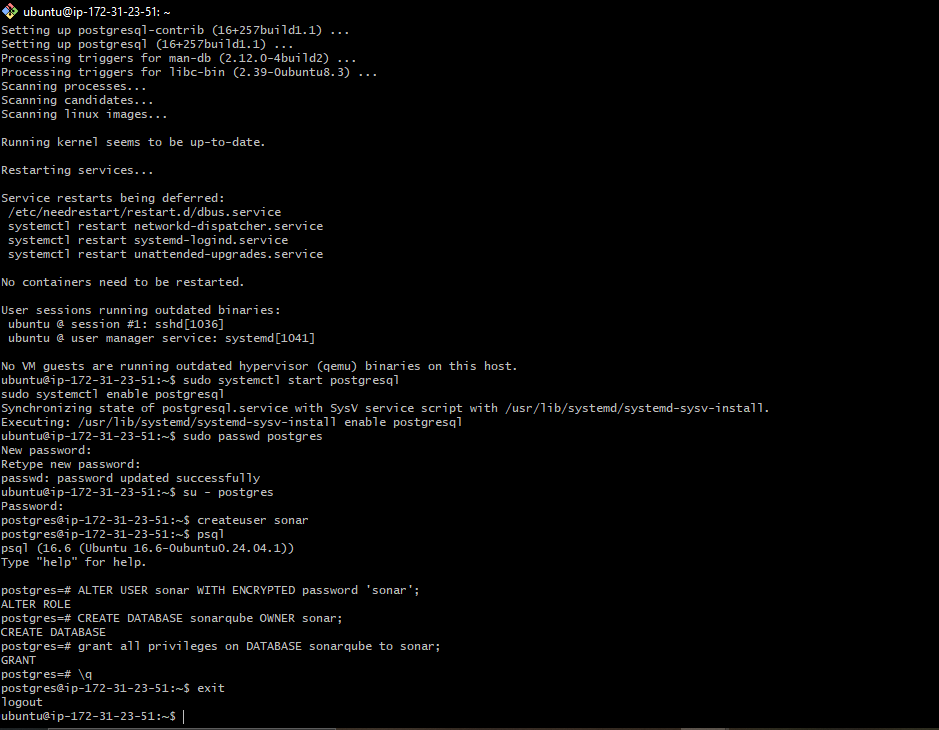 ubuntu@ip-172-31-23-51: ~
Setting up postgresql-contrib (16+257build1.1) ...
Setting up postgresql (16+257build1.1) ...
Processing triggers for man-db (2.12.0-4build2) ...
Processing triggers for libc-bin (2.39-0ubuntu8.3) ...
Scanning processes...
Scanning candidates...
Scanning linux images...
Running kernel seems to be up-to-date.
Restarting services...
Service restarts being deferred:
 /etc/needrestart/restart.d/dbus.service
 systemctl restart networkd-dispatcher.service
 systemctl restart systemd-logind.service
 systemctl restart unattended-upgrades.service
No containers need to be restarted.
User sessions running outdated binaries:
 ubuntu @ session #1: sshd[1036]
 ubuntu @ user manager service: systemd[1041]
No VM guests are running outdated hypervisor (qemu) binaries on this host.
ubuntu@ip-172-31-23-51:~$ sudo systemctl start postgresql
sudo systemctl enable postgresql
Synchronizing state of postgresql.service with SysV service script with /usr/lib/systemd/systemd-sysv-install.
Executing: /usr/lib/systemd/systemd-sysv-install enable postgresql
ubuntu@ip-172-31-23-51:~$ sudo passwd postgres
New password:
Retype new password:
passwd: password updated successfully
ubuntu@ip-172-31-23-51:~$ su - postgres
Password:
postgres@ip-172-31-23-51:~$ createuser sonar
postgres@ip-172-31-23-51:~$ psql
psql (16.6 (Ubuntu 16.6-0ubuntu0.24.04.1))
Type "help" for help.
postgres=# ALTER USER sonar WITH ENCRYPTED password 'sonar';
ALTER ROLE
postgres=# CREATE DATABASE sonarqube OWNER sonar;
CREATE DATABASE
postgres=# grant all privileges on DATABASE sonarqube to sonar;
GRANT
postgres=# \q
postgres@ip-172-31-23-51:~$ exit
logout
ubuntu@ip-172-31-23-51:~$